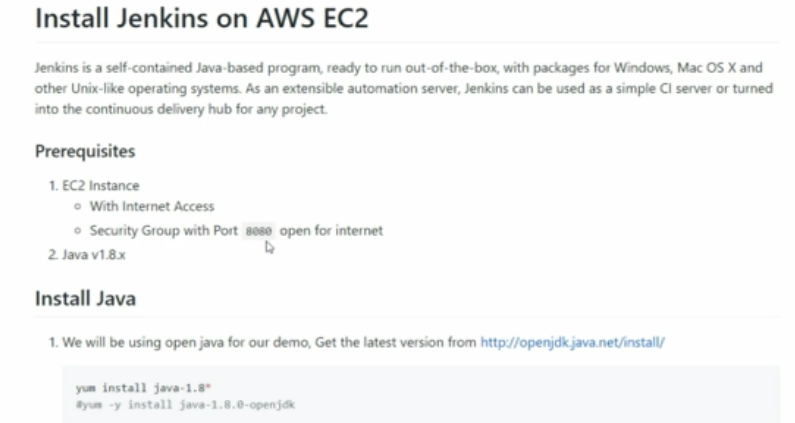 Install Jenkins on AWS EC2
Jenkins is a self-contained Java-based program, ready to run out-of-the-box, with packages for Windows, Mac OS X and
other Unix-like operating systems. As an extensible automation server, Jenkins can be used as a simple CI server or turned
into the continuous delivery hub for any project.
Prerequisites
1. EC2 Instance
○ With Internet Access
○ Security Group with Port 8080 open for internet
2. Java v1.8.x
Install Java
1. We will be using open java for our demo, Get the latest version from http://openjdk.java.net/install/
yum install java-1.8*
#yum -y install java-1.8.0-openjdk